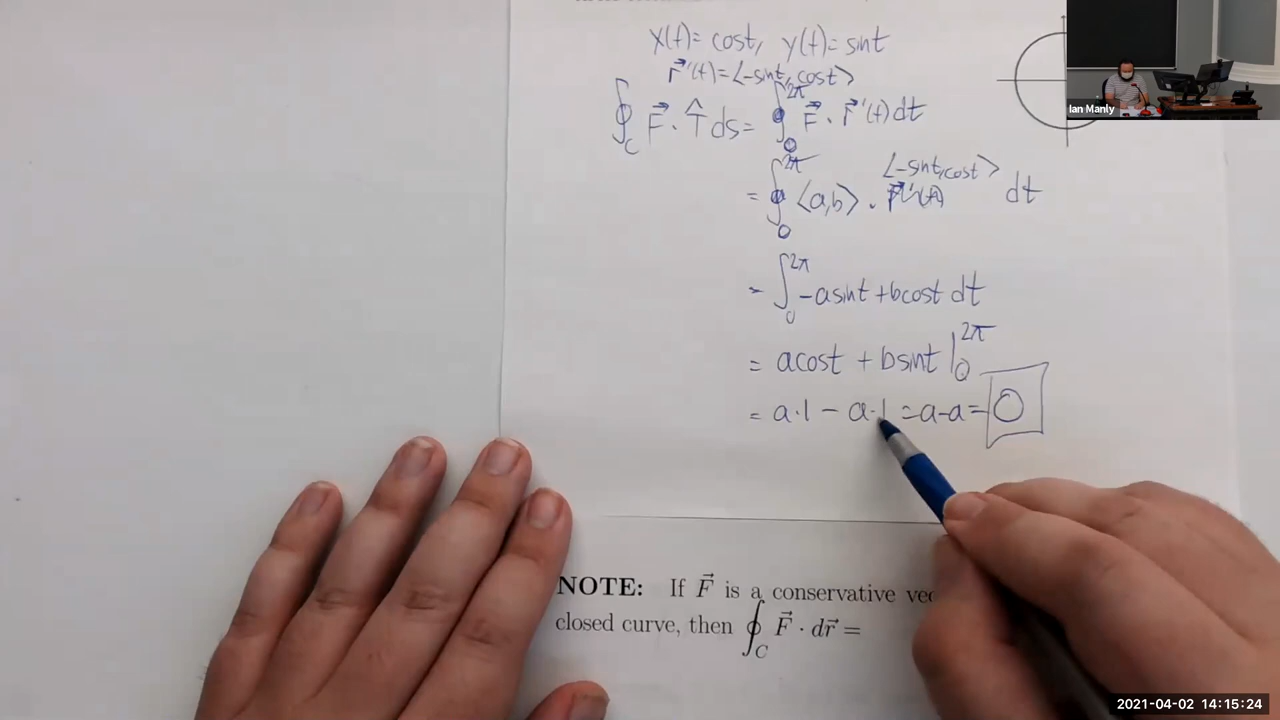 x(t)= cost, y(t)= sint
r⃗'(t)=⟨-sint, cost⟩
∮_C F⃗ · T̂ ds = ∫_0^{2π} F⃗ · r⃗'(t) dt
= ∫_0^{2π} ⟨a,b⟩ · ⟨-sint, cost⟩ dt
= ∫_0^{2π} -asint + bcost dt
= acost + bsint |_0^{2π}
= a·1 - a·1 = a-a = 0
NOTE: If F⃗ is a conservative
closed curve, then ∮_C F⃗ · dr⃗ =
Ian Manly
2021-04-02 14:15:24